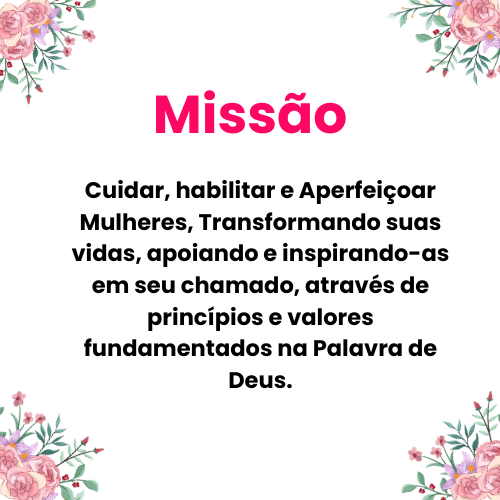 Missão
Cuidar, habilitar e Aperfeiçoar
Mulheres, Transformando suas
vidas, apoiando e inspirando-as
em seu chamado, através de
princípios e valores
fundamentados na Palavra de
Deus.